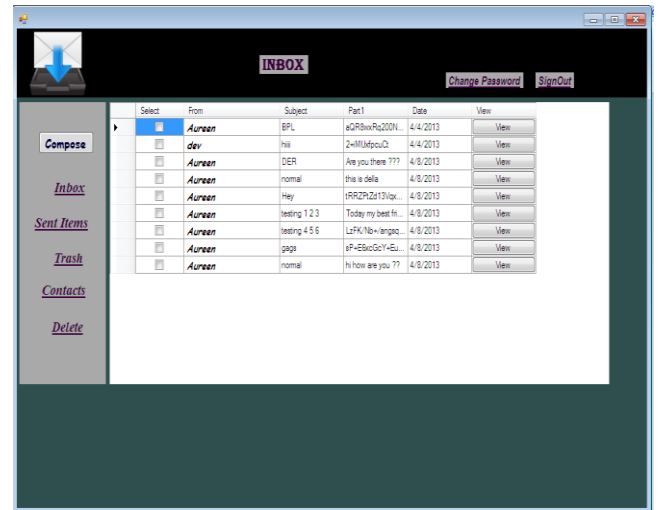 INBOX
Change Password SignOut
Select From Subject Part1 Date View
Aureen BPL aQR8wxRq200N... 4/4/2013 View
Compose
dev hiii 4/4/2013 View
Aureen DER Are you there ??? 4/8/2013 View
Inbox
Aureen normal this is della 4/8/2013 View
Aureen Hey tRRZPtZd13Vqx... 4/8/2013 View
Sent Items
Aureen testing 1 2 3 Today my best fri... 4/8/2013 View
Aureen testing 4 5 6 LzFK/Nb+/angsq... 4/8/2013 View
Trash
Aureen gags sP+E6xcGcY+Eu... 4/8/2013 View
Aureen normal hi how are you ?? 4/8/2013 View
Contacts
Delete